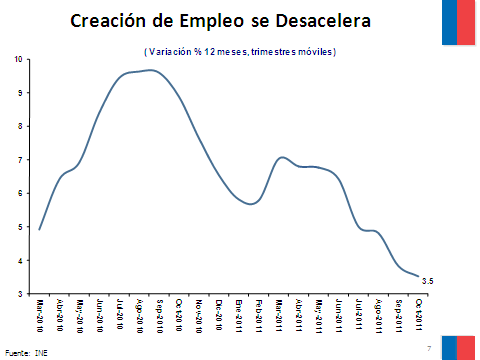 Creación de Empleo se Desacelera
( Variación % 12 meses, trimestres móviles)
10
9
8
7
6
5
4
3
3.5
Mar-2010
Abr-2010
May-2010
Jun-2010
Jul-2010
Ago-2010
Sep-2010
Oct-2010
Nov-2010
Dic-2010
Ene-2011
Feb-2011
Mar-2011
Abr-2011
May-2011
Jun-2011
Jul-2011
Ago-2011
Sep-2011
Oct-2011
Fuente: INE
7